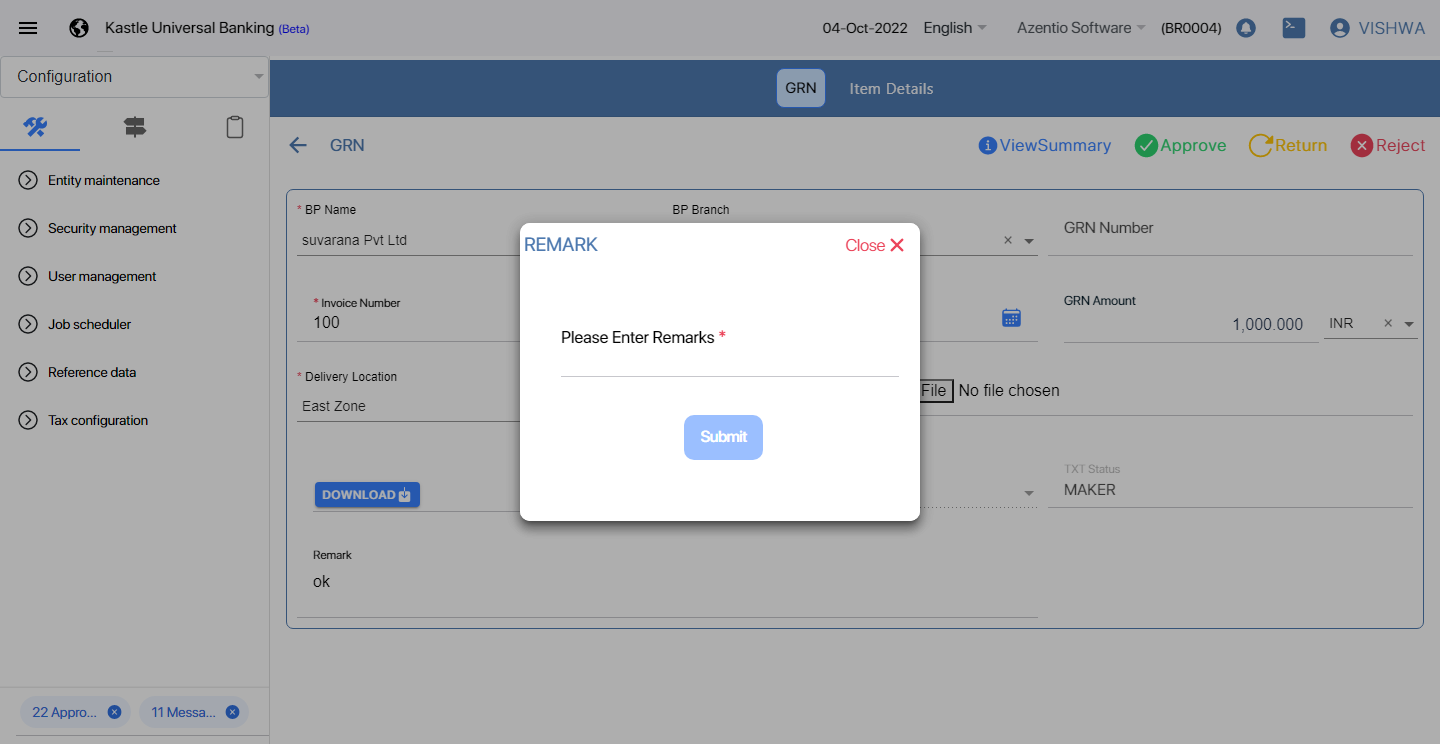 Kastle Universal Banking (Beta)
04-Oct-2022 English Azentio Software (BR0004) VISHWA
Configuration
GRN Item Details
GRN
ViewSummary Approve Return Reject
Entity maintenance
Security management
User management
Job scheduler
Reference data
Tax configuration
* BP Name BP Branch
suvarana Pvt Ltd × GRN Number
REMARK Close
* Invoice Number GRN Amount
100 1,000.000 INR ×
Please Enter Remarks *
* Delivery Location
East Zone File No file chosen
Submit
TXT Status
DOWNLOAD MAKER
Remark
ok
22 Appro...
11 Messa...